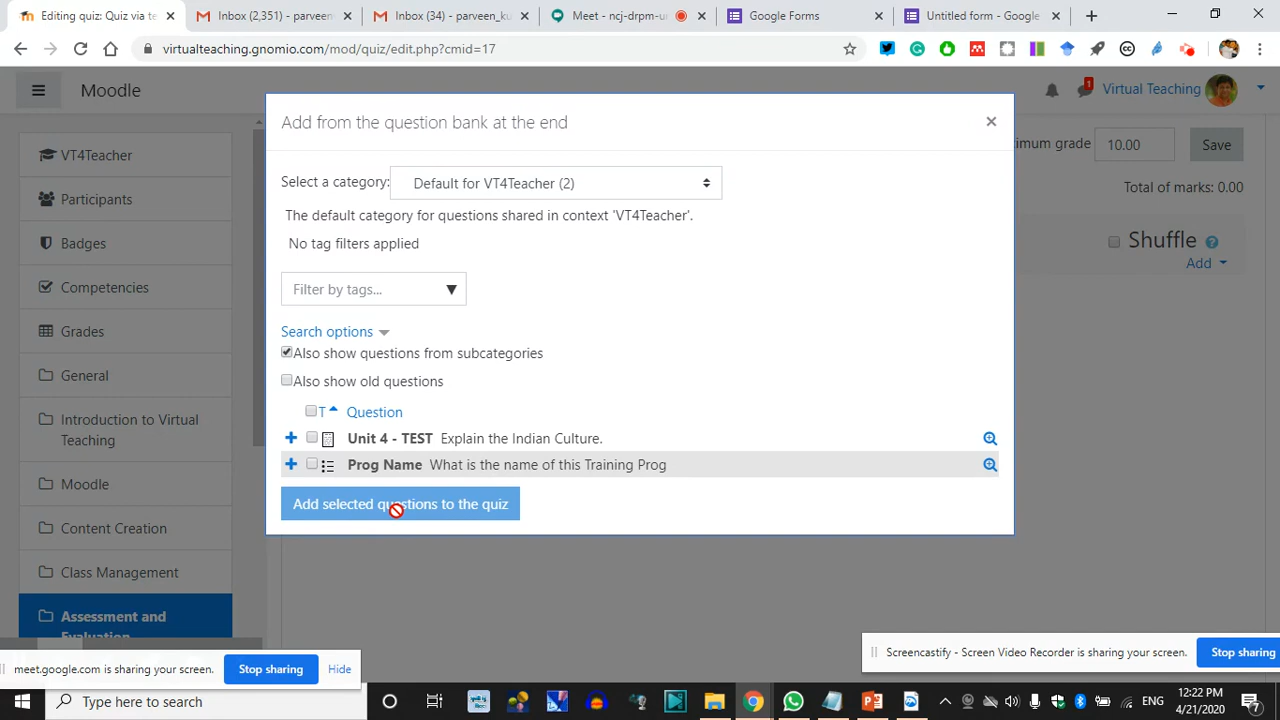 Editing quiz: Quiz via te
Inbox (2,351) - parveen
Inbox (34) - parveen_ku
Meet - ncj-drpm-u
Google Forms
Untitled form - Google
virtualteaching.gnomio.com/mod/quiz/edit.php?cmid=17
Moodle
1
Virtual Teaching
VT4Teacher
Participants
Badges
Competencies
Grades
General
Introduction to Virtual
Teaching
Moodle
Content Creation
Class Management
Assessment and
Evaluation
Add from the question bank at the end
×
Select a category:
Default for VT4Teacher (2)
The default category for questions shared in context 'VT4Teacher'.
No tag filters applied
Filter by tags...
Search options
Also show questions from subcategories
Also show old questions
T
Question
Unit 4 - TEST Explain the Indian Culture.
Prog Name What is the name of this Training Prog
Add selected questions to the quiz
imum grade
10.00
Save
Total of marks: 0.00
Shuffle
Add
meet.google.com is sharing your screen.
Stop sharing
Hide
Screencastify - Screen Video Recorder is sharing your screen.
Stop sharing
Type here to search
ENG
12:22 PM
4/21/2020
7